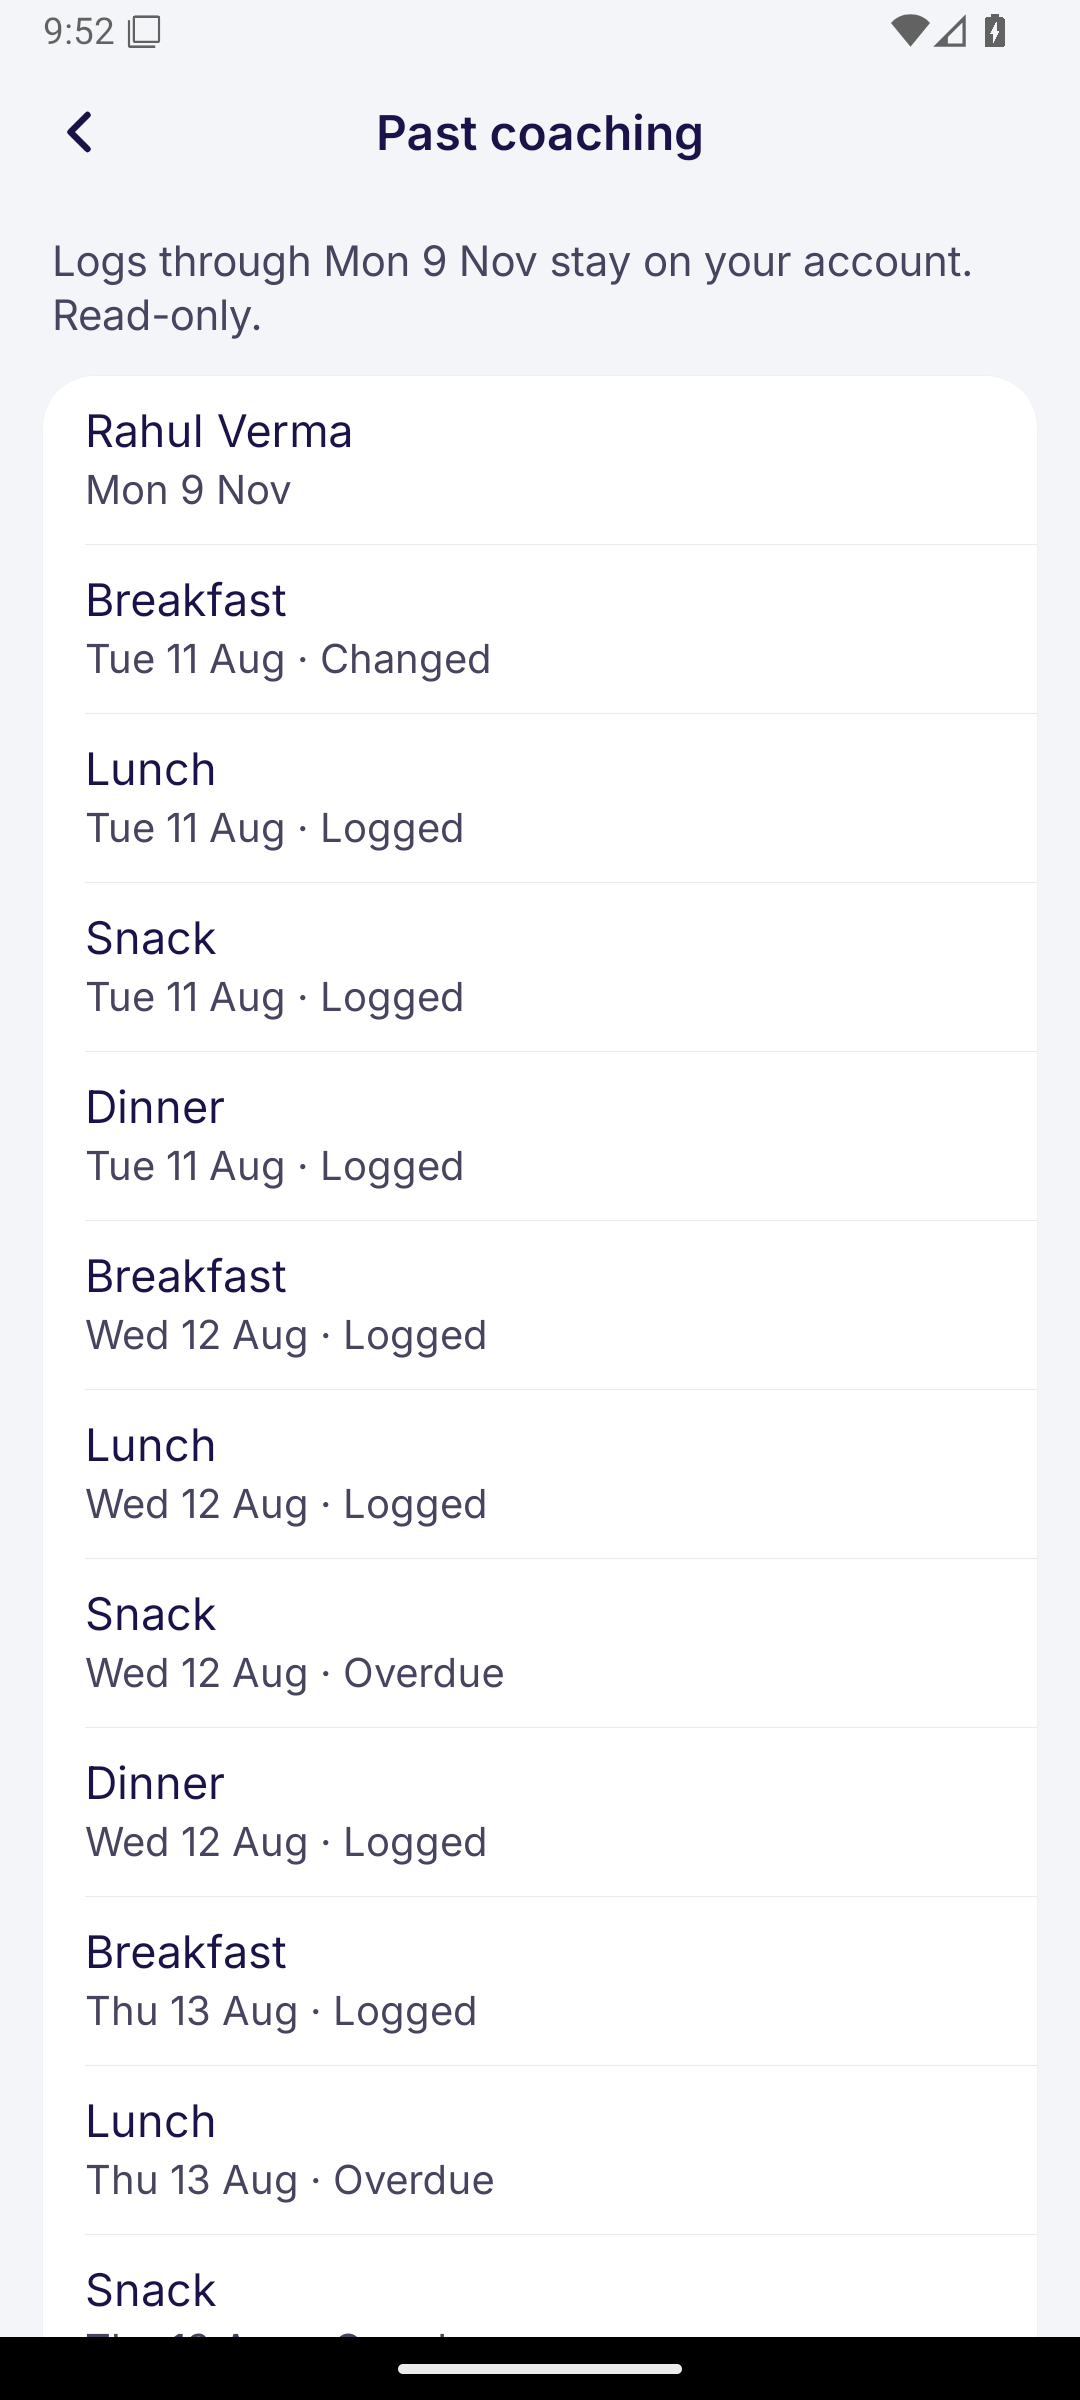 9:52
Past coaching
Logs through Mon 9 Nov stay on your account.
Read-only.
Rahul Verma
Mon 9 Nov
Breakfast
Tue 11 Aug · Changed
Lunch
Tue 11 Aug · Logged
Snack
Tue 11 Aug · Logged
Dinner
Tue 11 Aug · Logged
Breakfast
Wed 12 Aug · Logged
Lunch
Wed 12 Aug · Logged
Snack
Wed 12 Aug · Overdue
Dinner
Wed 12 Aug · Logged
Breakfast
Thu 13 Aug · Logged
Lunch
Thu 13 Aug · Overdue
Snack